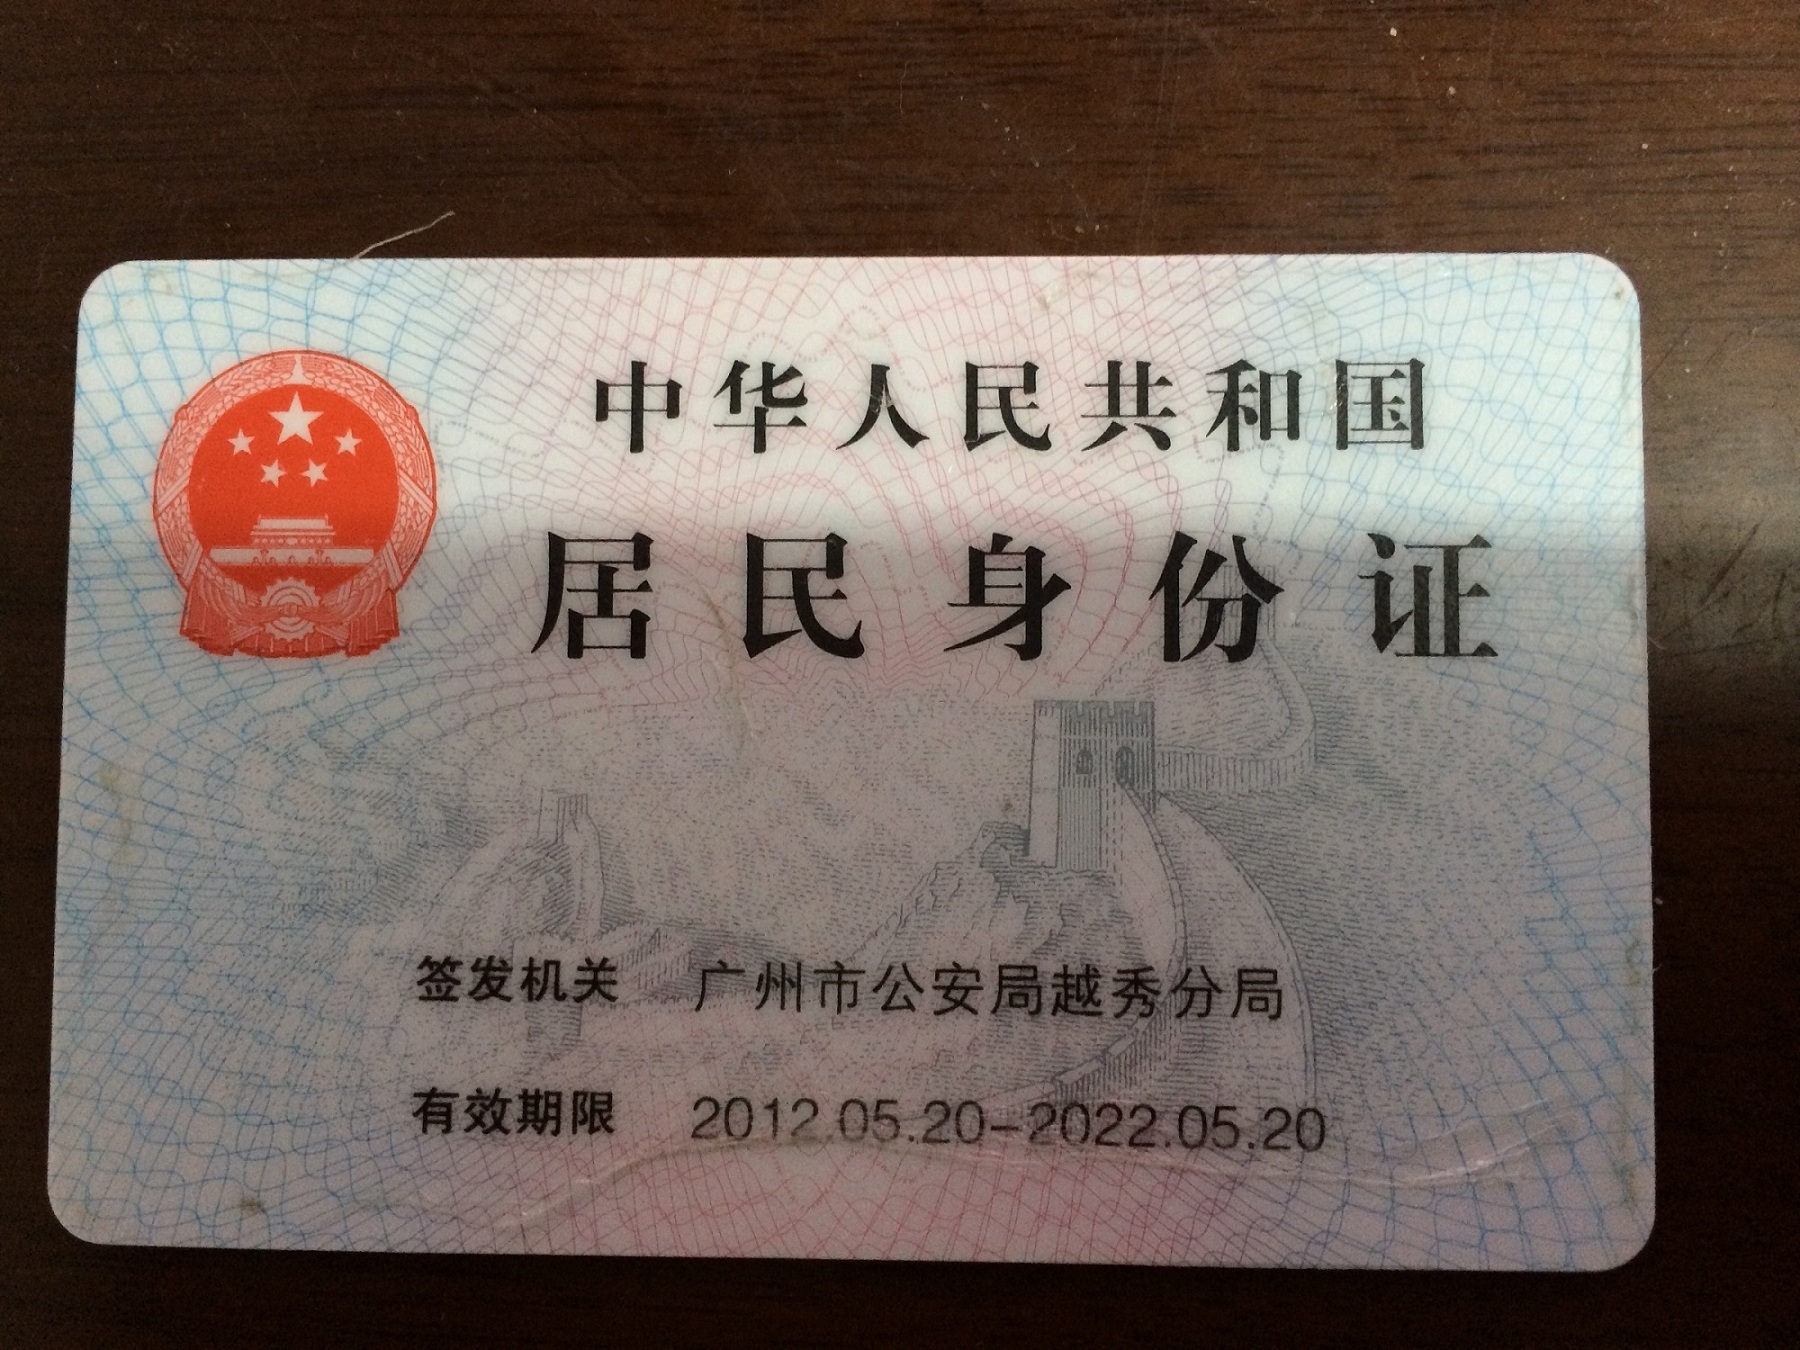 中华人民共和国
居民身份证
签发机关 广州市公安局越秀分局
有效期限 2012.05.20-2022.05.20